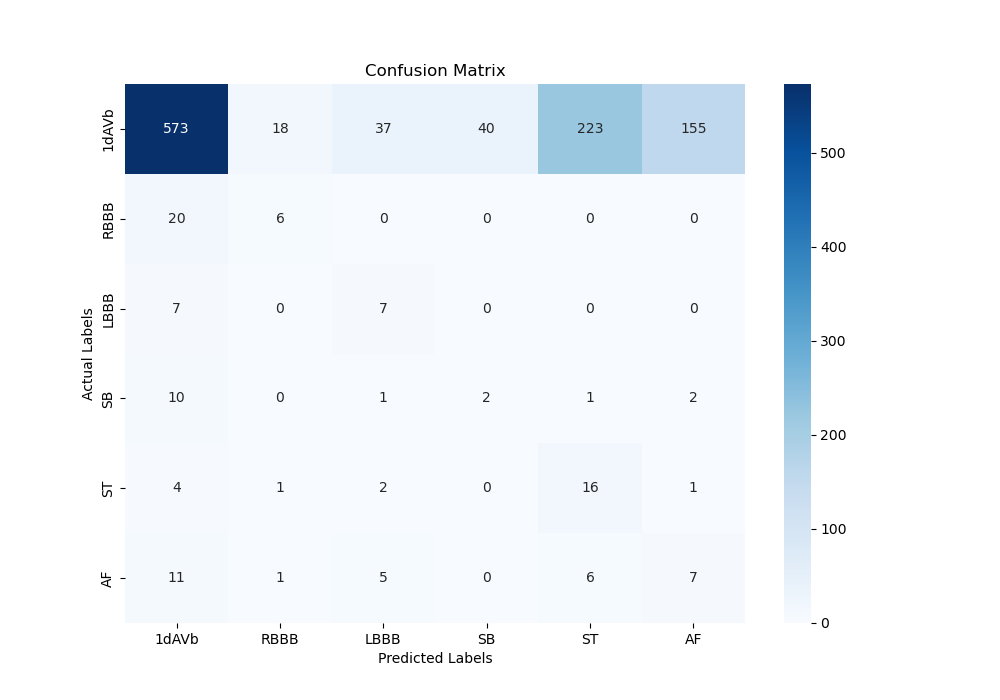 Confusion Matrix
Actual Labels
1dAVb 573 18 37 40 223 155
RBBB 20 6 0 0 0 0
LBBB 7 0 7 0 0 0
SB 10 0 1 2 1 2
ST 4 1 2 0 16 1
AF 11 1 5 0 6 7
1dAVb RBBB LBBB SB ST AF
Predicted Labels
500
400
300
200
100
0